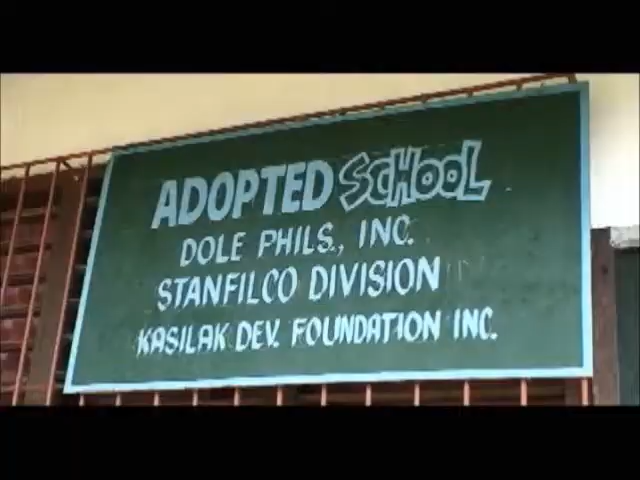 ADOPTED SCHOOL
DOLE PHILS., INC.
STANFILCO DIVISION
KASILAK DEV. FOUNDATION INC.